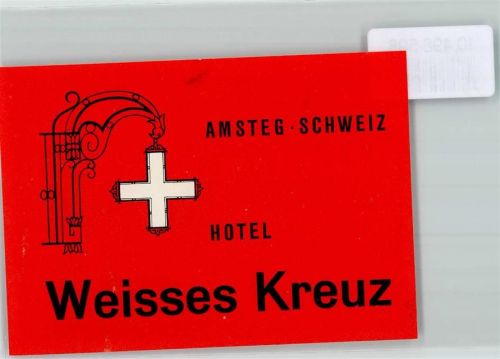 AMSTEG · SCHWEIZ
HOTEL
Weisses Kreuz